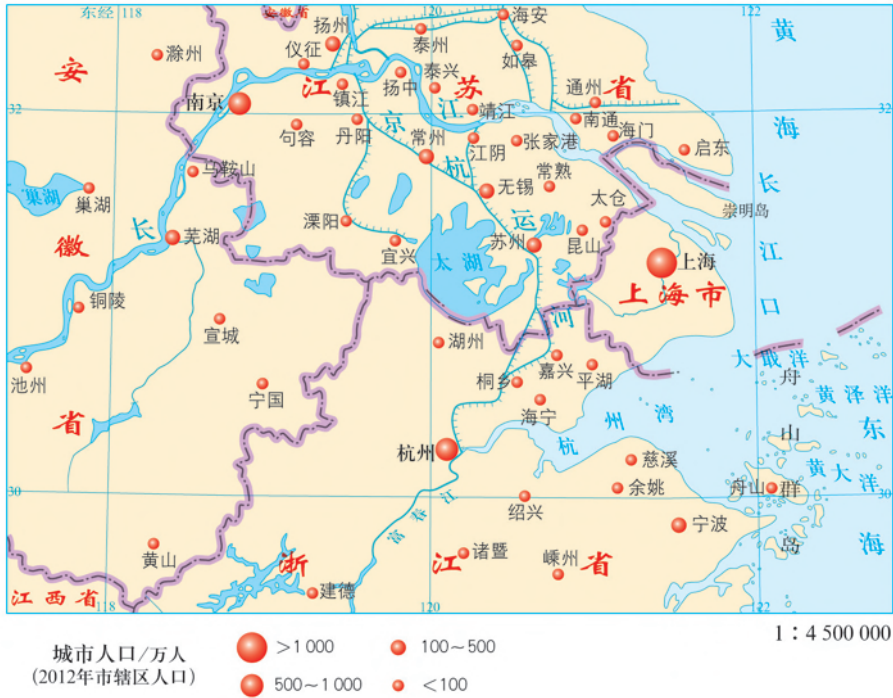 东经 118
安徽省
120
122
扬州
海安
黄
滁州
仪征
泰州
如皋
安
江
苏
省
镇江
扬中
泰兴
通州
32
南京
京
江
靖江
32
句容
丹阳
常州
南通
海门
海
江阴
张家港
启东
杭
马鞍山
常熟
长
巢湖
巢湖
无锡
太仓
崇明岛
长
溧阳
运
徽
芜湖
宜兴
苏州
昆山
江
太湖
上海
上海市
铜陵
口
宣城
河
湖州
大戢洋
池州
嘉兴
平湖
舟
桐乡
宁国
海宁
黄泽洋
省
杭州湾
东
杭州
山
慈溪
黄大洋
30
余姚
舟山
群
30
绍兴
富春江
宁波
黄山
诸暨
岛
海
浙
江
省
嵊州
建德
江西省
118
120
122
1:4 500 000
城市人口/万人
(2012年市辖区人口)
>1 000
100~500
500~1 000
<100